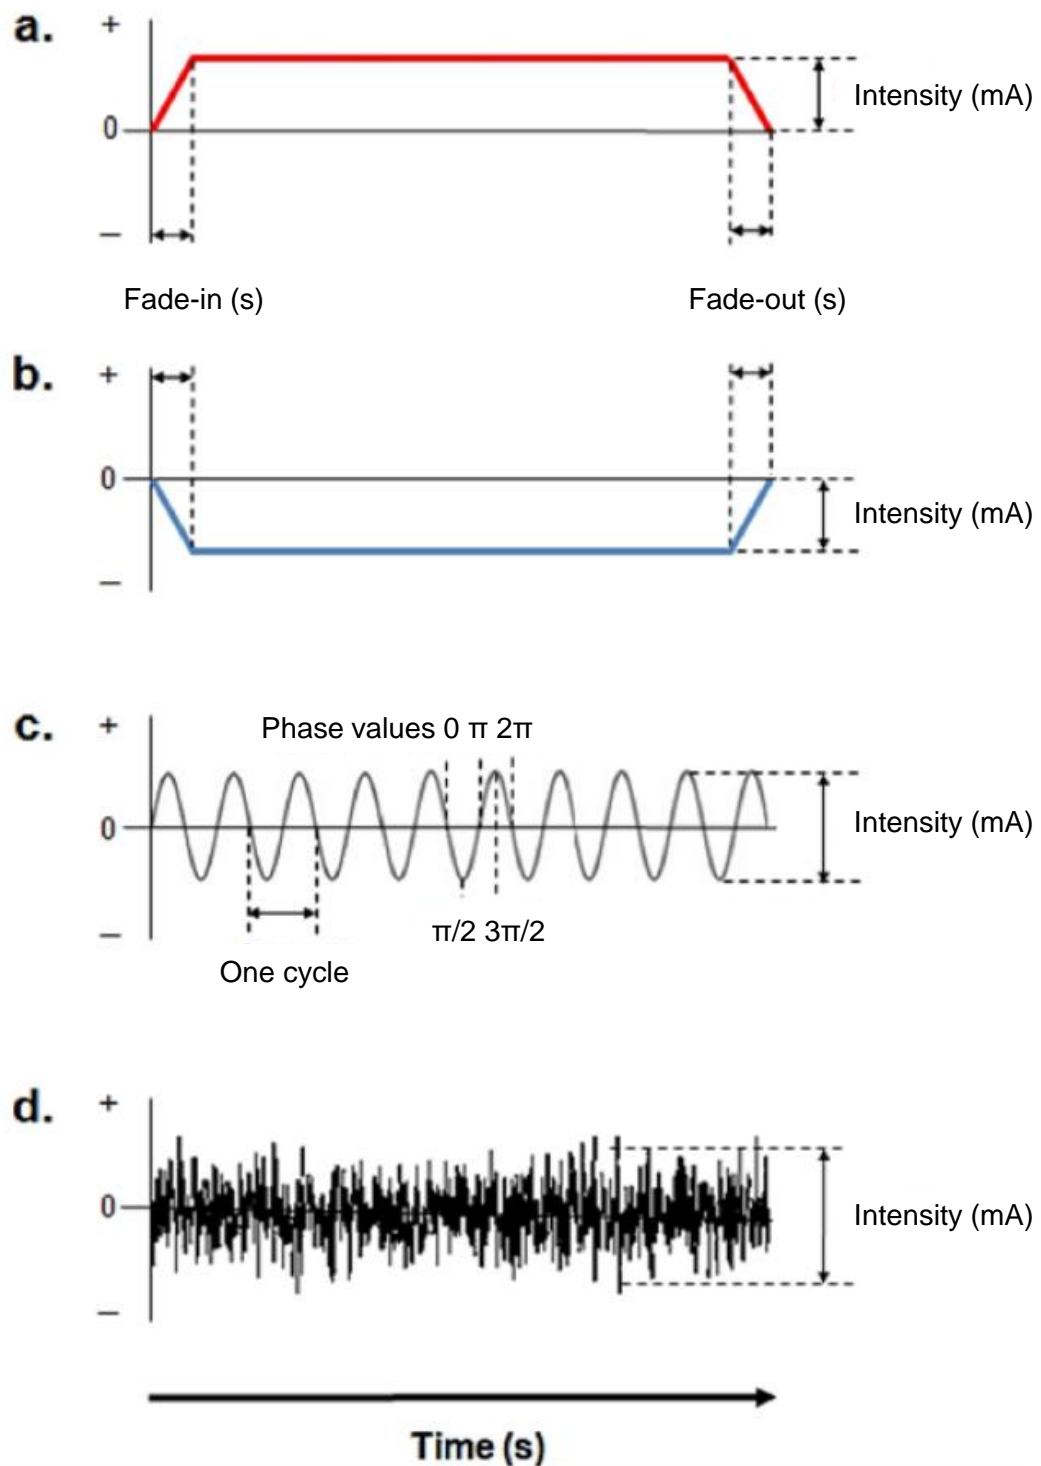 a.
+
Intensity (mA)
0
–
Fade-in (s) Fade-out (s)
b.
+
0
Intensity (mA)
–
c.
+
Phase values 0 π 2π
0
Intensity (mA)
–
π/2 3π/2
One cycle
d.
+
0
Intensity (mA)
–
Time (s)